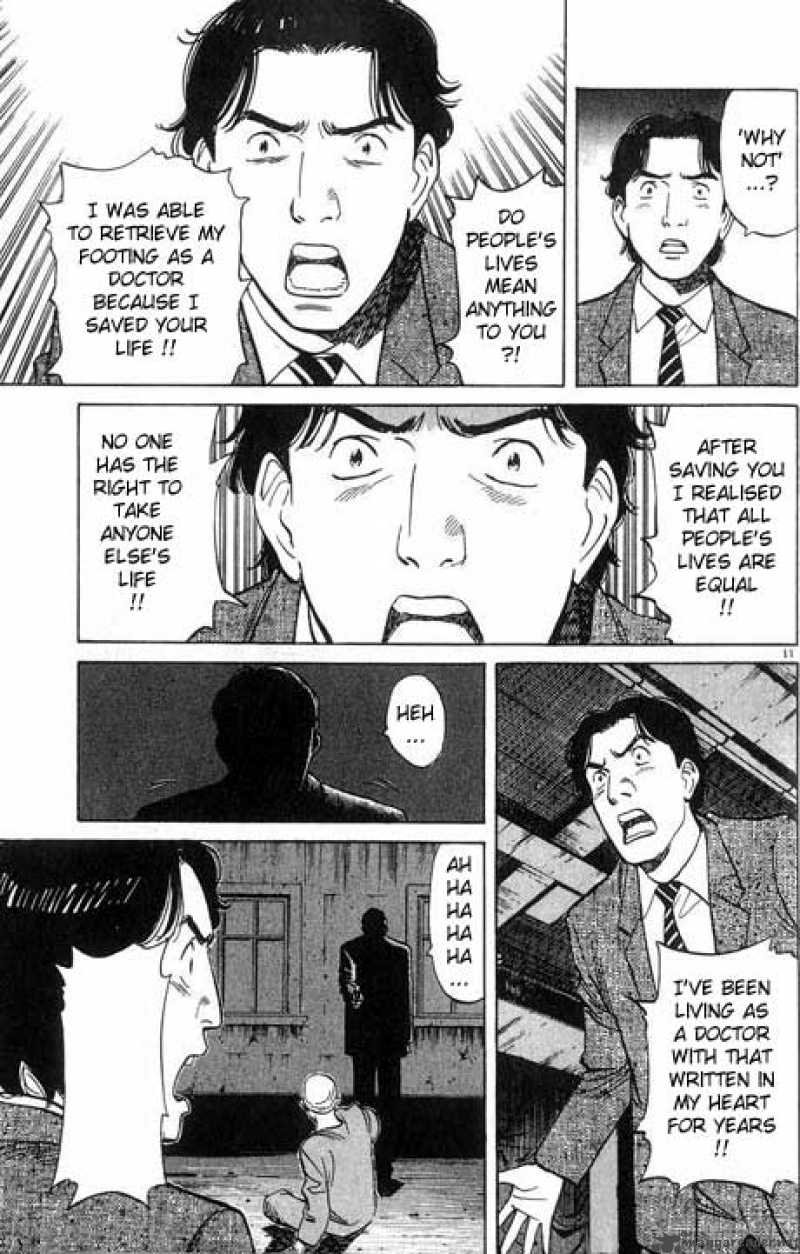 'WHY
NOT'
...?
DO
PEOPLE'S
LIVES
MEAN
ANYTHING
TO YOU
?!
I WAS ABLE
TO RETRIEVE MY
FOOTING AS A
DOCTOR
BECAUSE I
SAVED YOUR
LIFE !!
AFTER
SAVING YOU
I REALISED
THAT ALL
PEOPLE'S
LIVES ARE
EQUAL
!!
NO ONE
HAS THE
RIGHT TO
TAKE
ANYONE
ELSE'S
LIFE
!!
11
I'VE BEEN
LIVING AS
A DOCTOR
WITH THAT
WRITTEN IN
MY HEART
FOR YEARS
!!
HEH
...
AH
HA
HA
HA
HA
...